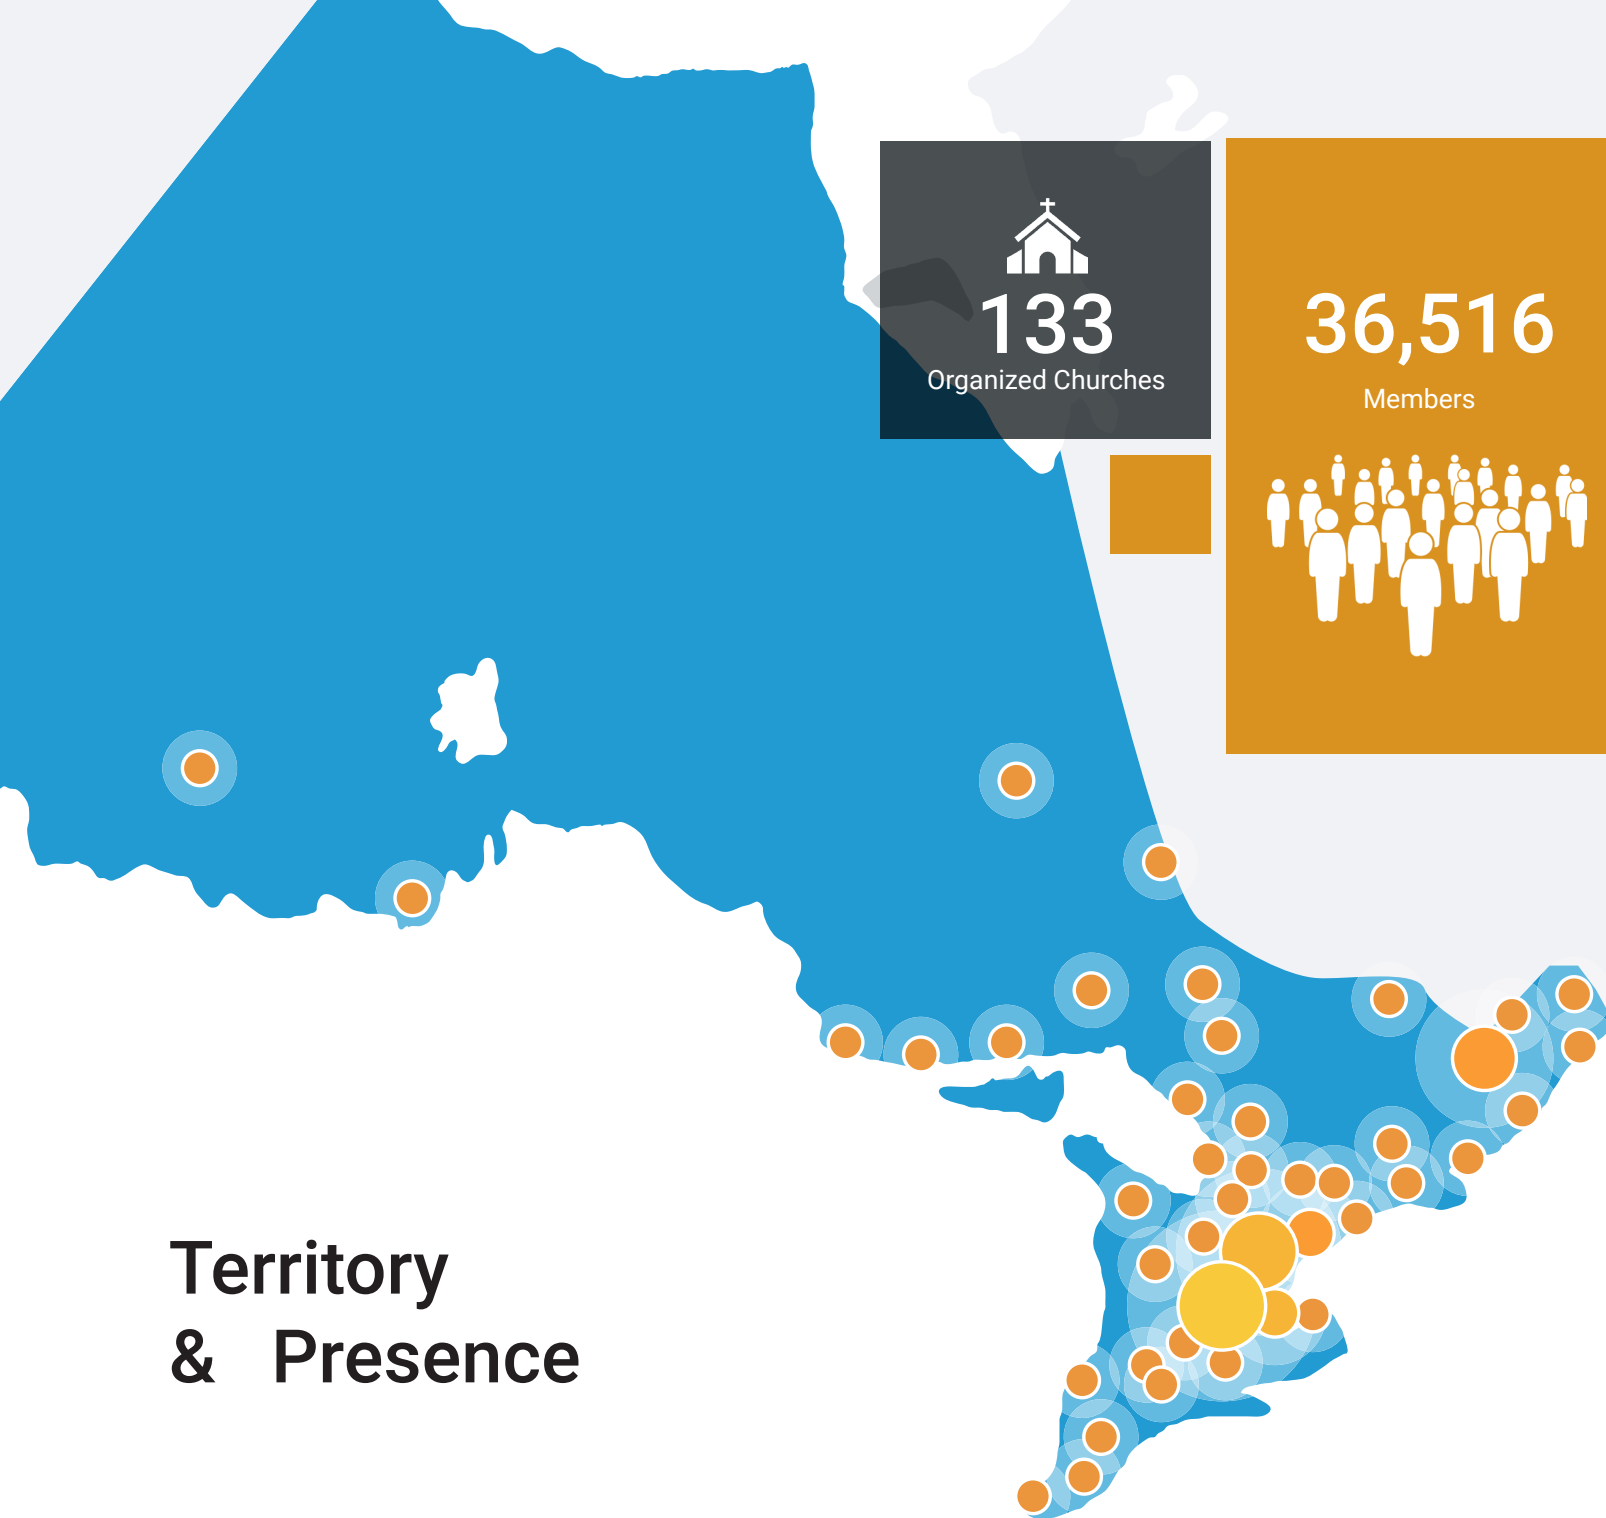 133
Organized Churches
36,516
Members
Territory
& Presence